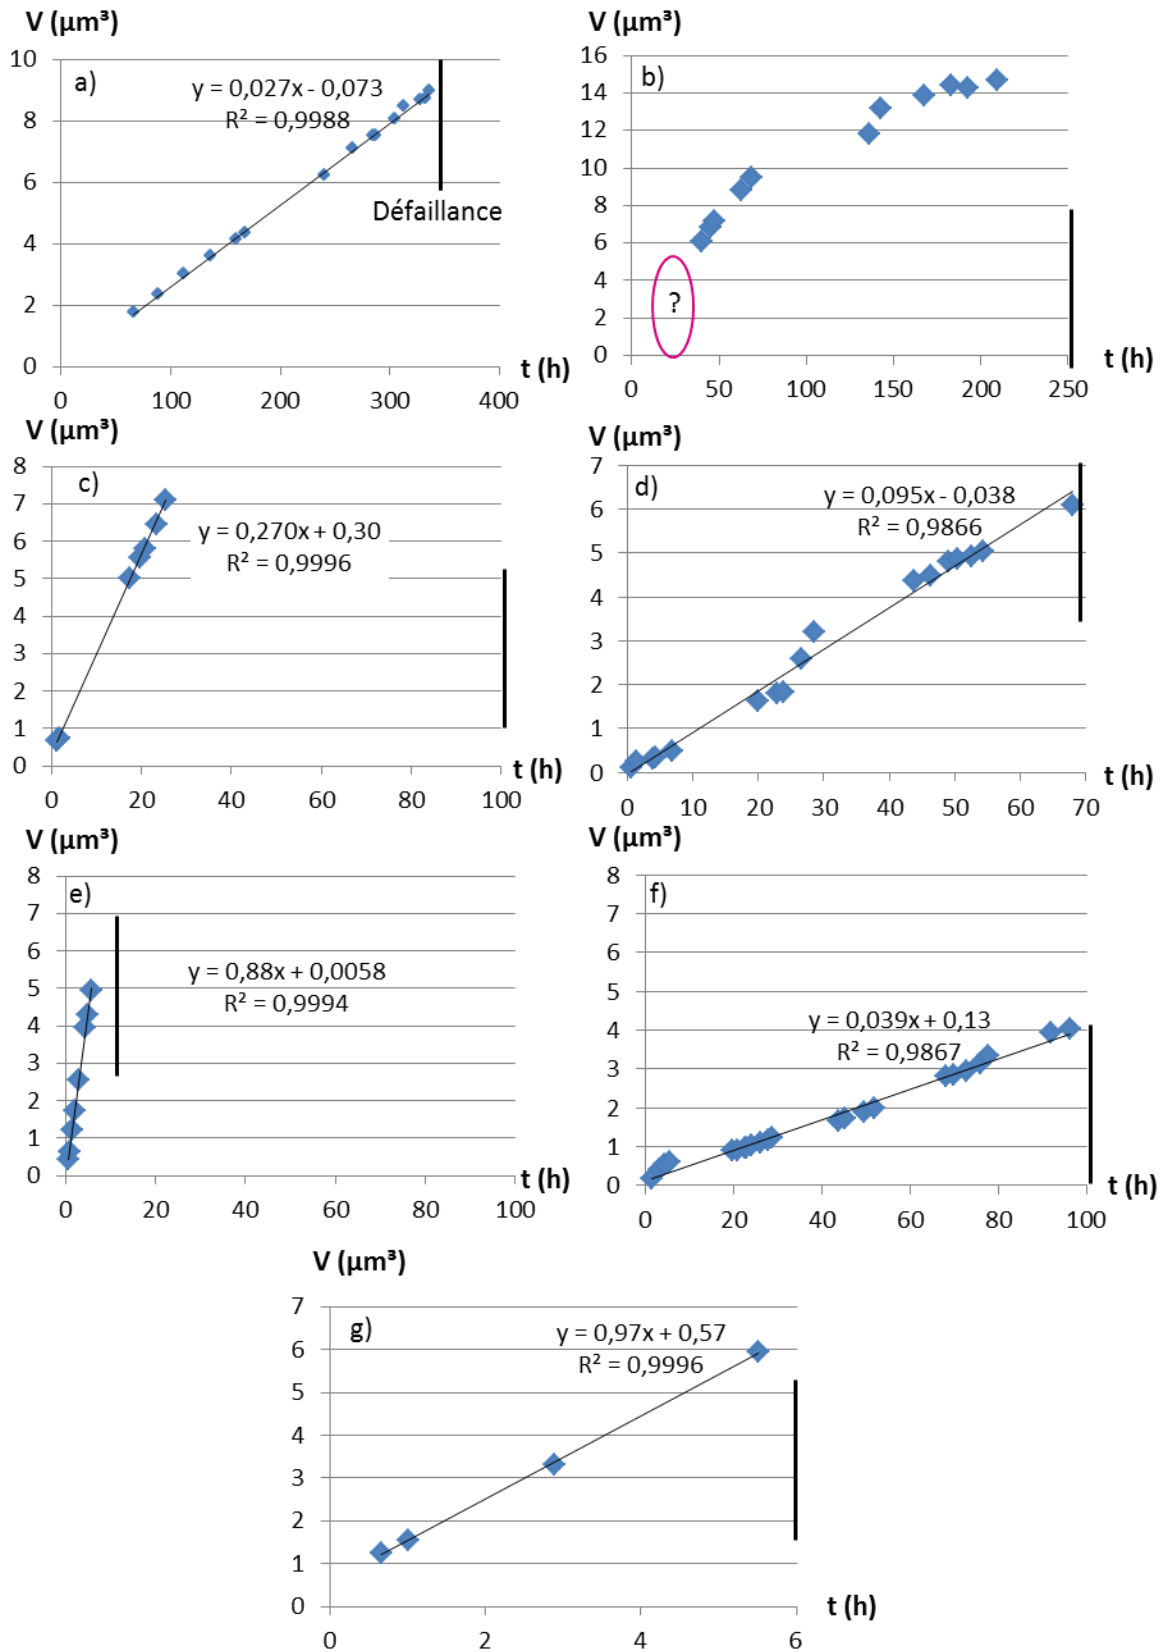 V (µm³)
a)
y = 0,027x - 0,073
R² = 0,9988
Défaillance
10
8
6
4
2
0
0 100 200 300 400
t (h)
V (µm³)
b)
?
16
14
12
10
8
6
4
2
0
0 50 100 150 200 250
t (h)
V (µm³)
c)
y = 0,270x + 0,30
R² = 0,9996
8
7
6
5
4
3
2
1
0
0 20 40 60 80 100
t (h)
V (µm³)
d)
y = 0,095x - 0,038
R² = 0,9866
7
6
5
4
3
2
1
0
0 10 20 30 40 50 60 70
t (h)
V (µm³)
e)
y = 0,88x + 0,0058
R² = 0,9994
8
7
6
5
4
3
2
1
0
0 20 40 60 80 100
t (h)
V (µm³)
f)
y = 0,039x + 0,13
R² = 0,9867
8
7
6
5
4
3
2
1
0
0 20 40 60 80 100
t (h)
V (µm³)
g)
y = 0,97x + 0,57
R² = 0,9996
7
6
5
4
3
2
1
0
0 2 4 6
t (h)